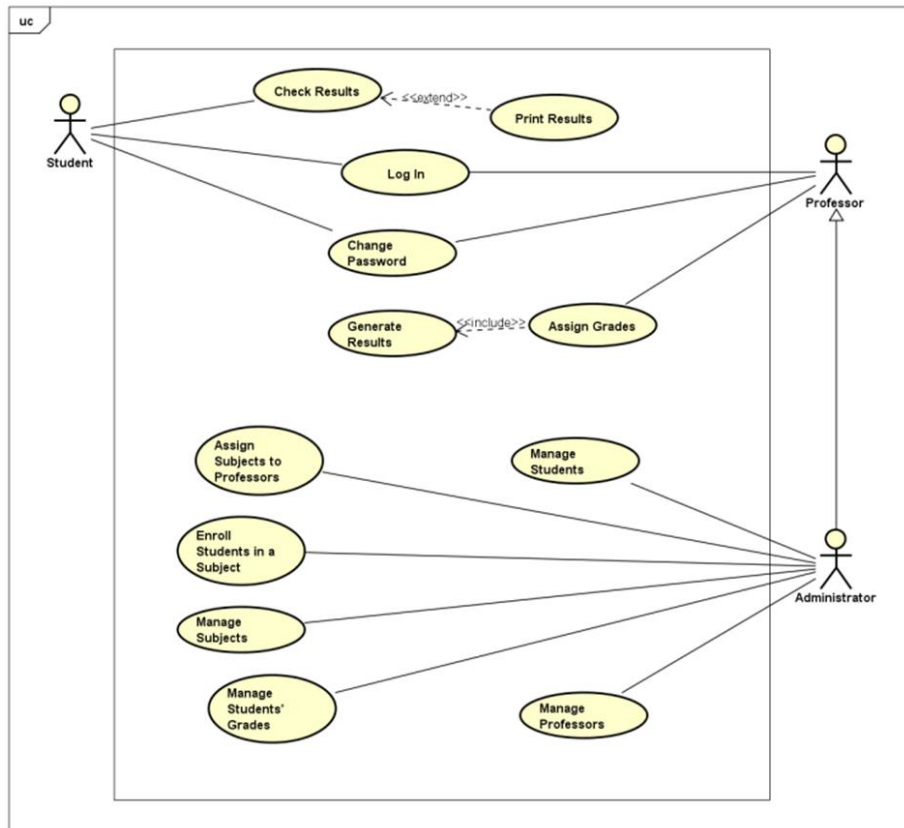 uc
Check Results
<<extend>>
Print Results
Student
Log In
Professor
Change
Password
Generate
Results
<<include>>
Assign Grades
Assign
Subjects to
Professors
Manage
Students
Enroll
Students in a
Subject
Administrator
Manage
Subjects
Manage
Students'
Grades
Manage
Professors